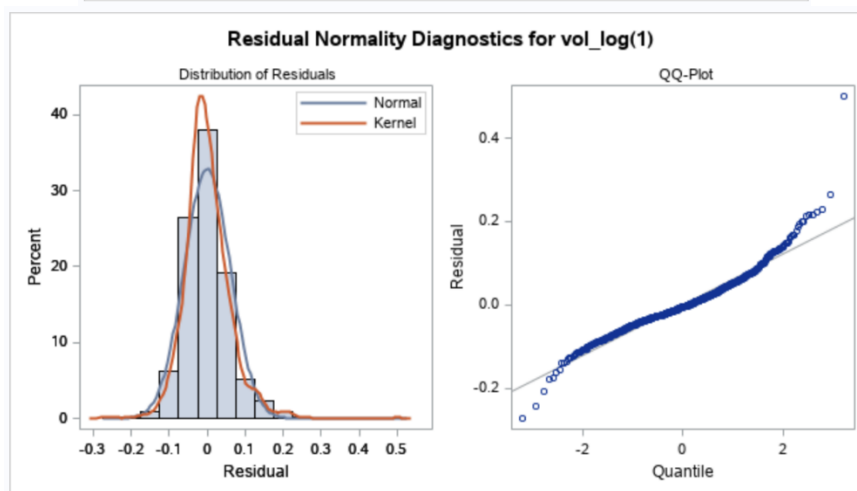 Residual Normality Diagnostics for vol_log(1)
Distribution of Residuals
Normal
Kernel
Percent
40
30
20
10
0
-0.3 -0.2 -0.1 0 0.1 0.2 0.3 0.4 0.5
Residual
QQ-Plot
Residual
0.4
0.2
0.0
-0.2
-2 0 2
Quantile